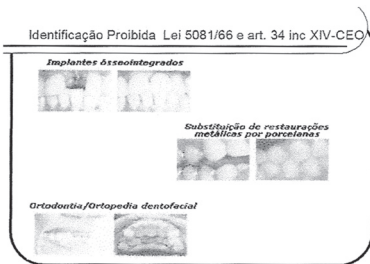 Identificação Proibida Lei 5081/66 e art. 34 inc XIV-CEO
Implantes ósseointegrados
Substituição de restaurações
metálicas por porcelanas
Ortodontia/Ortopedia dentofacial